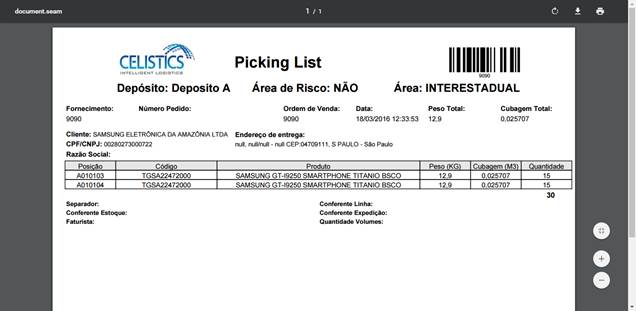 document.seam
1 / 1
CELISTICS
INTELLIGENT LOGISTICS
Picking List
9090
Depósito: Deposito A Área de Risco: NÃO Área: INTERESTADUAL
Fornecimento: Número Pedido: Ordem de Venda: Data: Peso Total: Cubagem Total:
9090 9090 18/03/2016 12:33:53 12,9 0,025707
Cliente: SAMSUNG ELETRÔNICA DA AMAZÔNIA LTDA Endereço de entrega:
CPF/CNPJ: 00280273000722 null, null/null - null CEP:04709111, S PAULO - São Paulo
Razão Social:
Posição Código Produto Peso (KG) Cubagem (M3) Quantidade
A010103 TGSA22472000 SAMSUNG GT-I9250 SMARTPHONE TITANIO BSCO 12,9 0,025707 15
A010104 TGSA22472000 SAMSUNG GT-I9250 SMARTPHONE TITANIO BSCO 12,9 0,025707 15
30
Separador: Conferente Linha:
Conferente Estoque: Conferente Expedição:
Faturista: Quantidade Volumes: